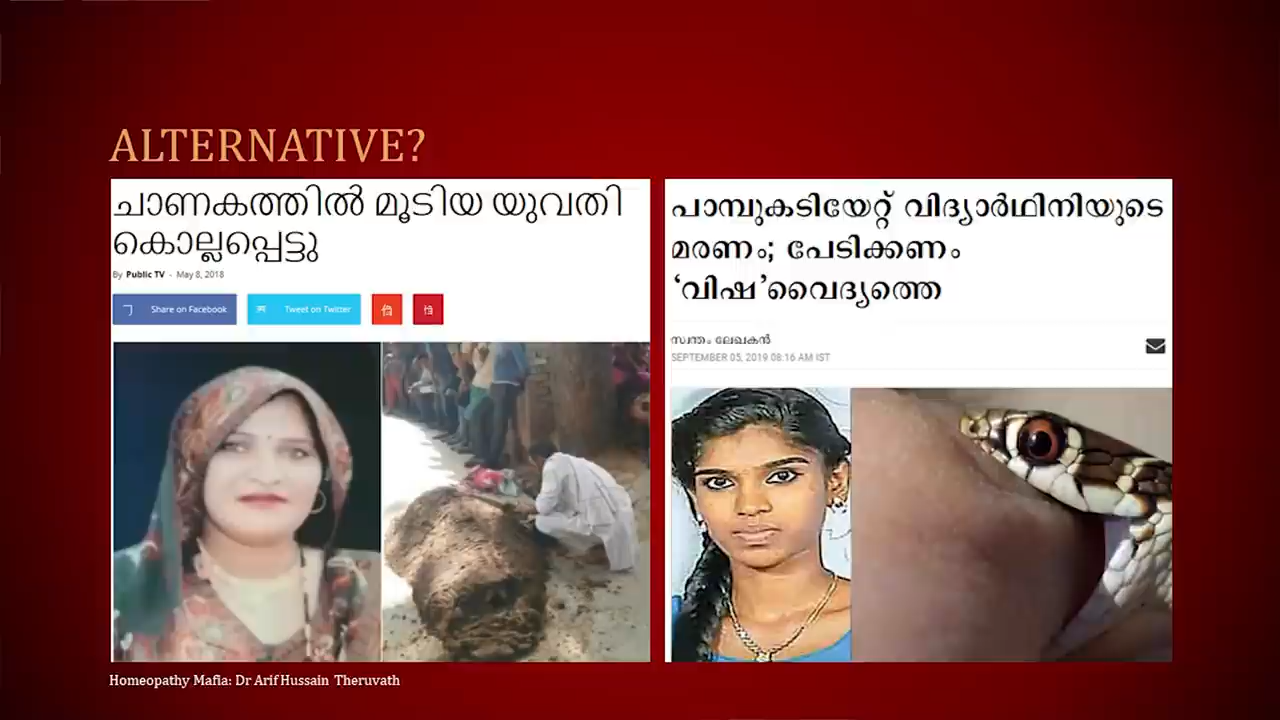 ALTERNATIVE?
ചാണകത്തിൽ മൂടിയ യുവതി
കൊല്ലപ്പെട്ടു
By Public TV - May 8, 2018
Share on Facebook
Tweet on Twitter
പാമ്പുകടിയേറ്റ് വിദ്യാർഥിനിയുടെ
മരണം; പേടിക്കണം
‘വിഷ’വൈദ്യത്തെ
സ്വന്തം ലേഖകൻ
SEPTEMBER 05, 2019 08:16 AM IST
Homeopathy Mafia: Dr Arif Hussain Theruvath